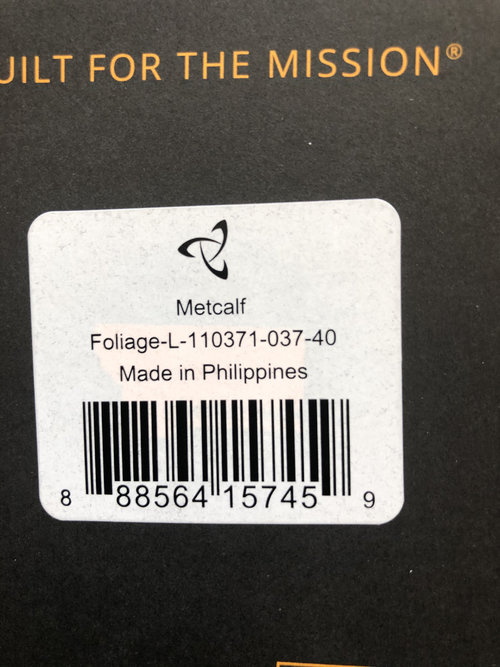 UILT FOR THE MISSION®
Metcalf
Foliage-L-110371-037-40
Made in Philippines
8 88564 15745 9